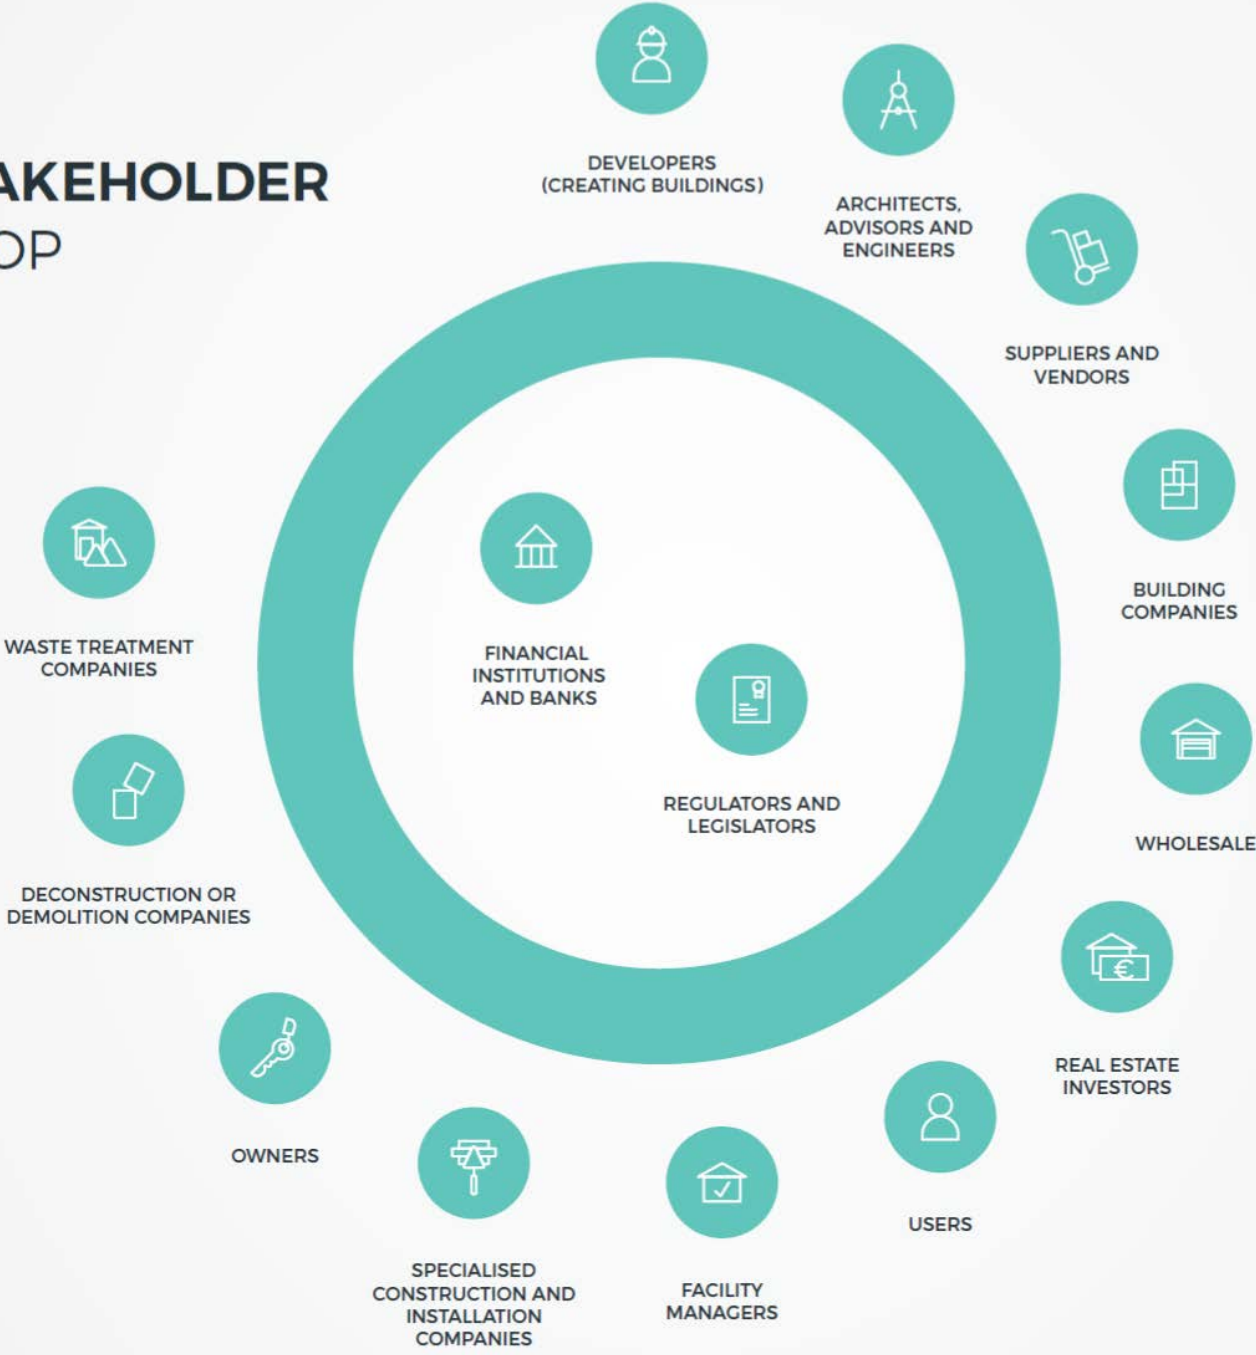 AKEHOLDER
OP
DEVELOPERS
(CREATING BUILDINGS)
ARCHITECTS,
ADVISORS AND
ENGINEERS
SUPPLIERS AND
VENDORS
BUILDING
COMPANIES
WHOLESALE
REAL ESTATE
INVESTORS
USERS
FACILITY
MANAGERS
SPECIALISED
CONSTRUCTION AND
INSTALLATION
COMPANIES
OWNERS
DECONSTRUCTION OR
DEMOLITION COMPANIES
WASTE TREATMENT
COMPANIES
FINANCIAL
INSTITUTIONS
AND BANKS
REGULATORS AND
LEGISLATORS
€